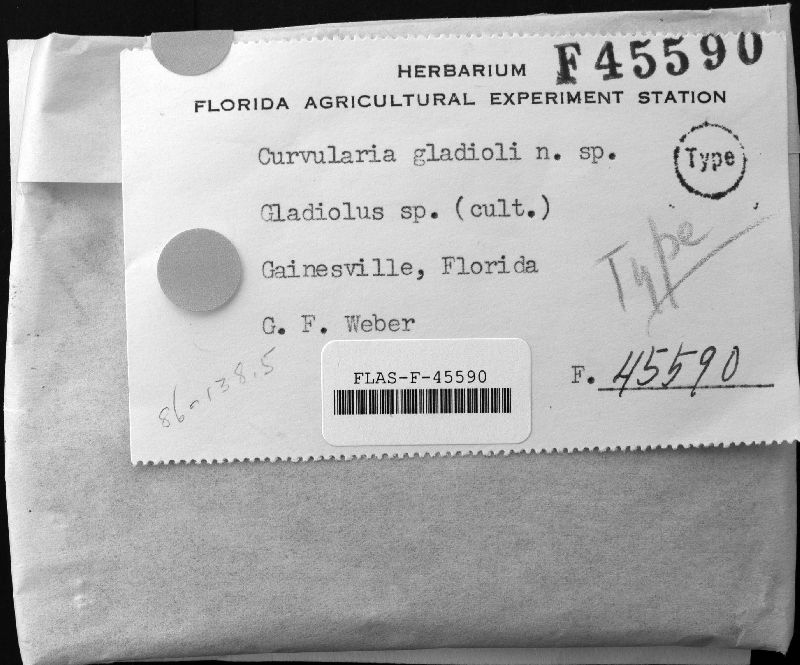 HERBARIUM F45590
FLORIDA AGRICULTURAL EXPERIMENT STATION
Curvularia gladioli n. sp.
Type
Gladiolus sp. (cult.)
Type
Gainesville, Florida
G. F. Weber
86-138.5
FLAS-F-45590
F. 45590